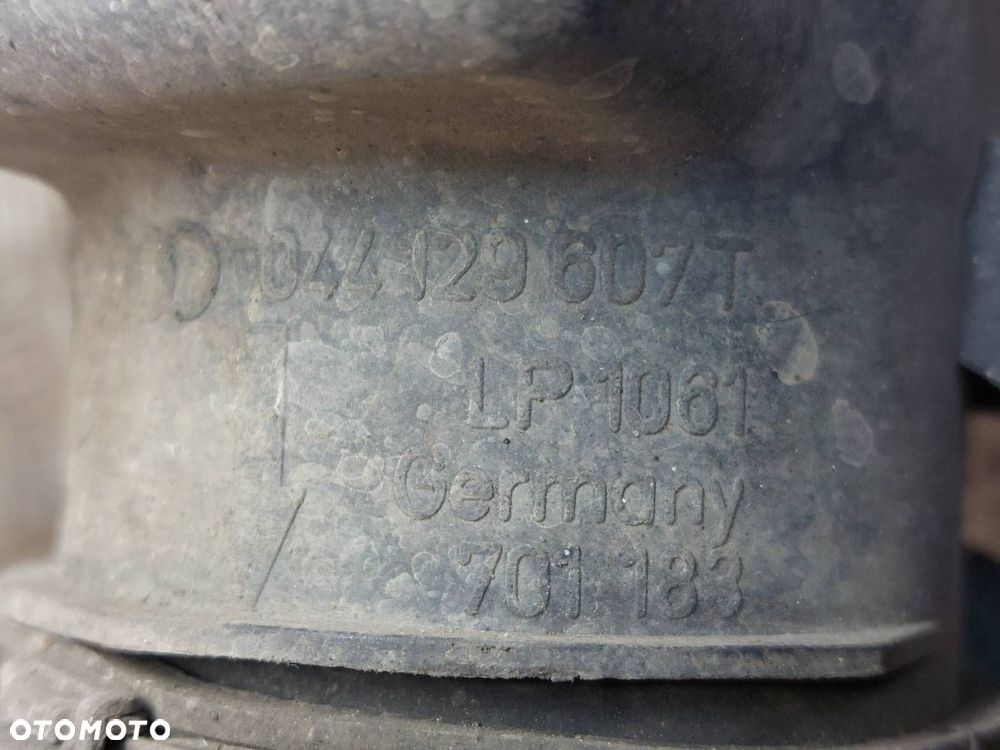 044 129 607 T
LP 1061
Germany
701 183
OTOMOTO